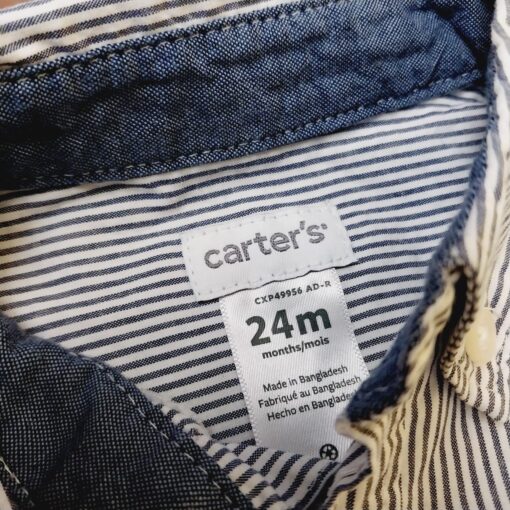 carter's
CXP49956 AD-R
24m
months/mois
Made in Bangladesh
Fabriqué au Bangladesh
Hecho en Bangladesh